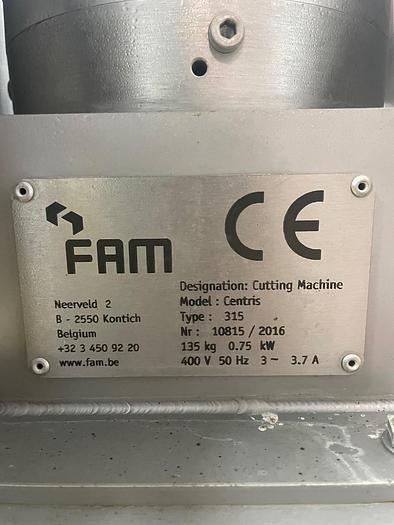 FAM
CE
Neerveld 2
B - 2550 Kontich
Belgium
+32 3 450 92 20
www.fam.be
Designation: Cutting Machine
Model : Centris
Type : 315
Nr : 10815 / 2016
135 kg 0.75 kW
400 V 50 Hz 3 ~ 3.7 A